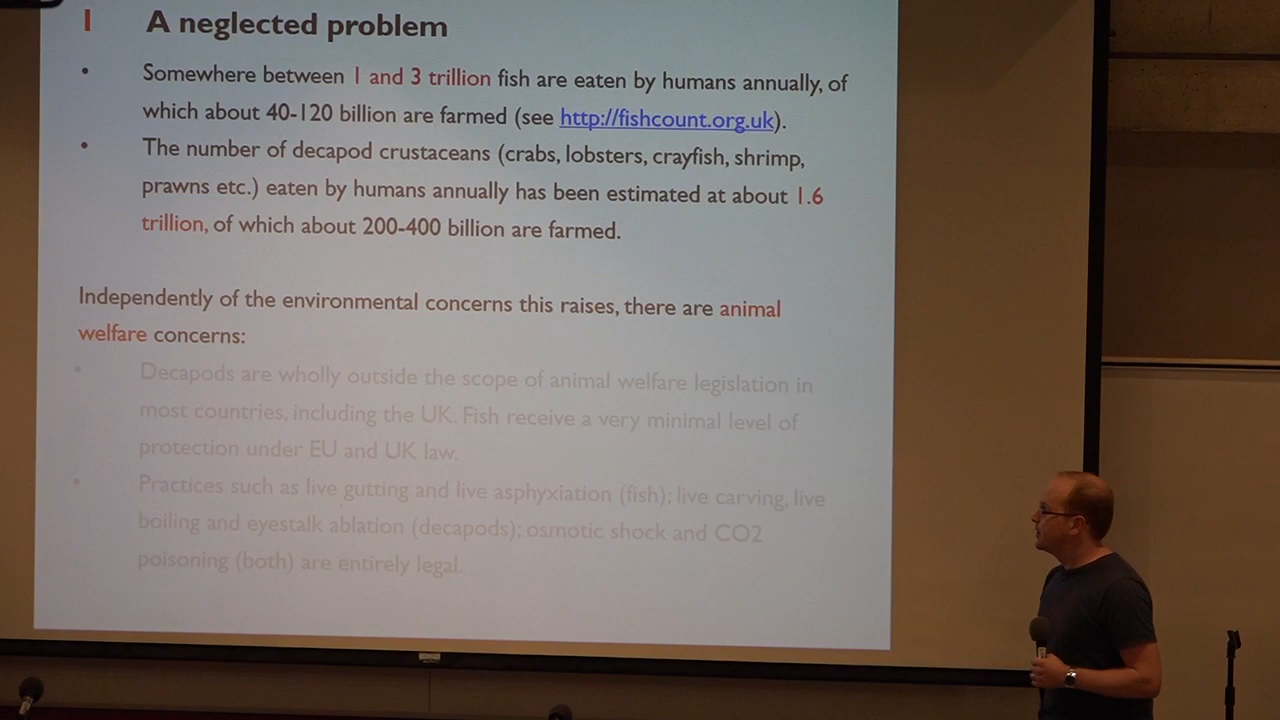 I A neglected problem
• Somewhere between 1 and 3 trillion fish are eaten by humans annually, of
which about 40-120 billion are farmed (see http://fishcount.org.uk).
• The number of decapod crustaceans (crabs, lobsters, crayfish, shrimp,
prawns etc.) eaten by humans annually has been estimated at about 1.6
trillion, of which about 200-400 billion are farmed.
Independently of the environmental concerns this raises, there are animal
welfare concerns:
• Decapods are wholly outside the scope of animal welfare legislation in
most countries, including the UK. Fish receive a very minimal level of
protection under EU and UK law.
• Practices such as live gutting and live asphyxiation (fish); live carving, live
boiling and eyestalk ablation (decapods); osmotic shock and CO2
poisoning (both) are entirely legal.